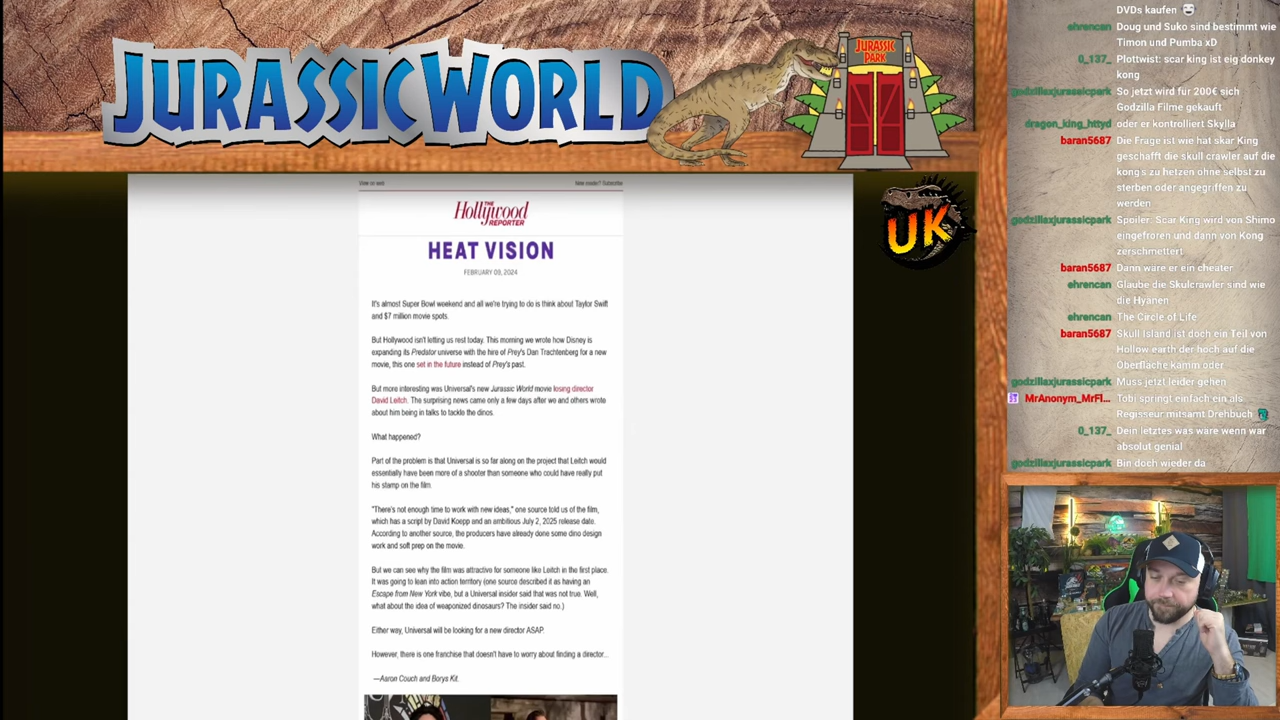 JURASSIC WORLD
JURASSIC
PARK
View on web
New reader? Subscribe
THE
Hollywood
REPORTER
HEAT VISION
FEBRUARY 09, 2024
It's almost Super Bowl weekend and all we're trying to do is think about Taylor Swift
and $7 million movie spots.
But Hollywood isn't letting us rest today. This morning we wrote how Disney is
expanding its Predator universe with the hire of Prey's Dan Trachtenberg for a new
movie, this one set in the future instead of Prey's past.
But more interesting was Universal's new Jurassic World movie losing director
David Leitch. The surprising news came only a few days after we and others wrote
about him being in talks to tackle the dinos.
What happened?
Part of the problem is that Universal is so far along on the project that Leitch would
essentially have been more of a shooter than someone who could have really put
his stamp on the film.
"There's not enough time to work with new ideas," one source told us of the film,
which has a script by David Koepp and an ambitious July 2, 2025 release date.
According to another source, the producers have already done some dino design
work and soft prep on the movie.
But we can see why the film was attractive for someone like Leitch in the first place.
It was going to lean into action territory (one source described it as having an
Escape from New York vibe, but a Universal insider said that was not true. Well,
what about the idea of weaponized dinosaurs? The insider said no.)
Either way, Universal will be looking for a new director ASAP.
However, there is one franchise that doesn't have to worry about finding a director...
—Aaron Couch and Borys Kit.
UK
DVDs kaufen
ehrencan Doug und Suko sind bestimmt wie
Timon und Pumba xD
0_137_ Plottwist: scar king ist eig donkey
kong
godzillaxjurassicpark So jetzt wird für 200€ sich
Godzilla Filme gekauft
dragon_king_httyd oder er kontrolliert Skylla
baran5687 Die Frage ist wie hat skar King
geschafft die skull crawler auf die
kong's zu hetzen ohne selbst zu
sterben oder angegriffen zu
werden
godzillaxjurassicpark Spoiler: Scar King wird von Shimo
eingefroren und dann von Kong
zerschmettert
baran5687 Dann wäre er ein cheater
ehrencan Glaube die Skulcrawler sind wie
die Hyänen
ehrencan The Circle of Life
baran5687 Skull Island ist doch ein Teil von
Hollow earth der hoch auf die
Oberfläche kamm oder
godzillaxjurassicpark Muss jetzt leider gehen
MrAnonym_MrFl... Tobi springt einfach ein als
Regisseur mitsamt Drehbuch
0_137_ Dein letztes was wäre wenn war
absolut genial
godzillaxjurassicpark Bin doch wieder da